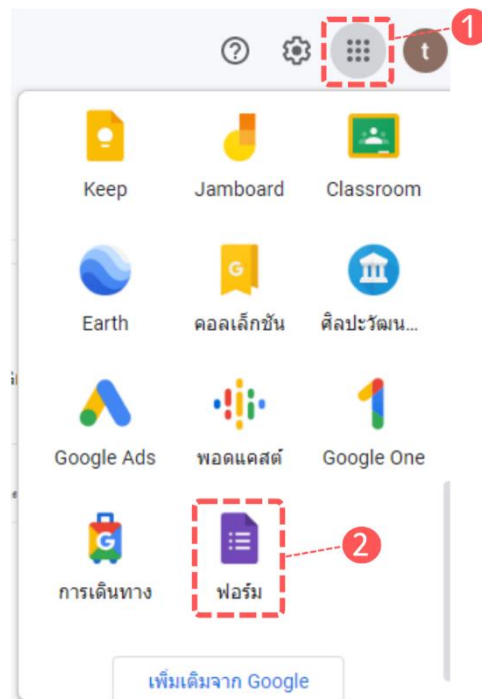 1
t
Keep
Jamboard
Classroom
Earth
คอลเล็กชัน
ศิลปะวัฒน...
Google Ads
พอดแคสต์
Google One
การเดินทาง
ฟอร์ม
2
เพิ่มเติมจาก Google